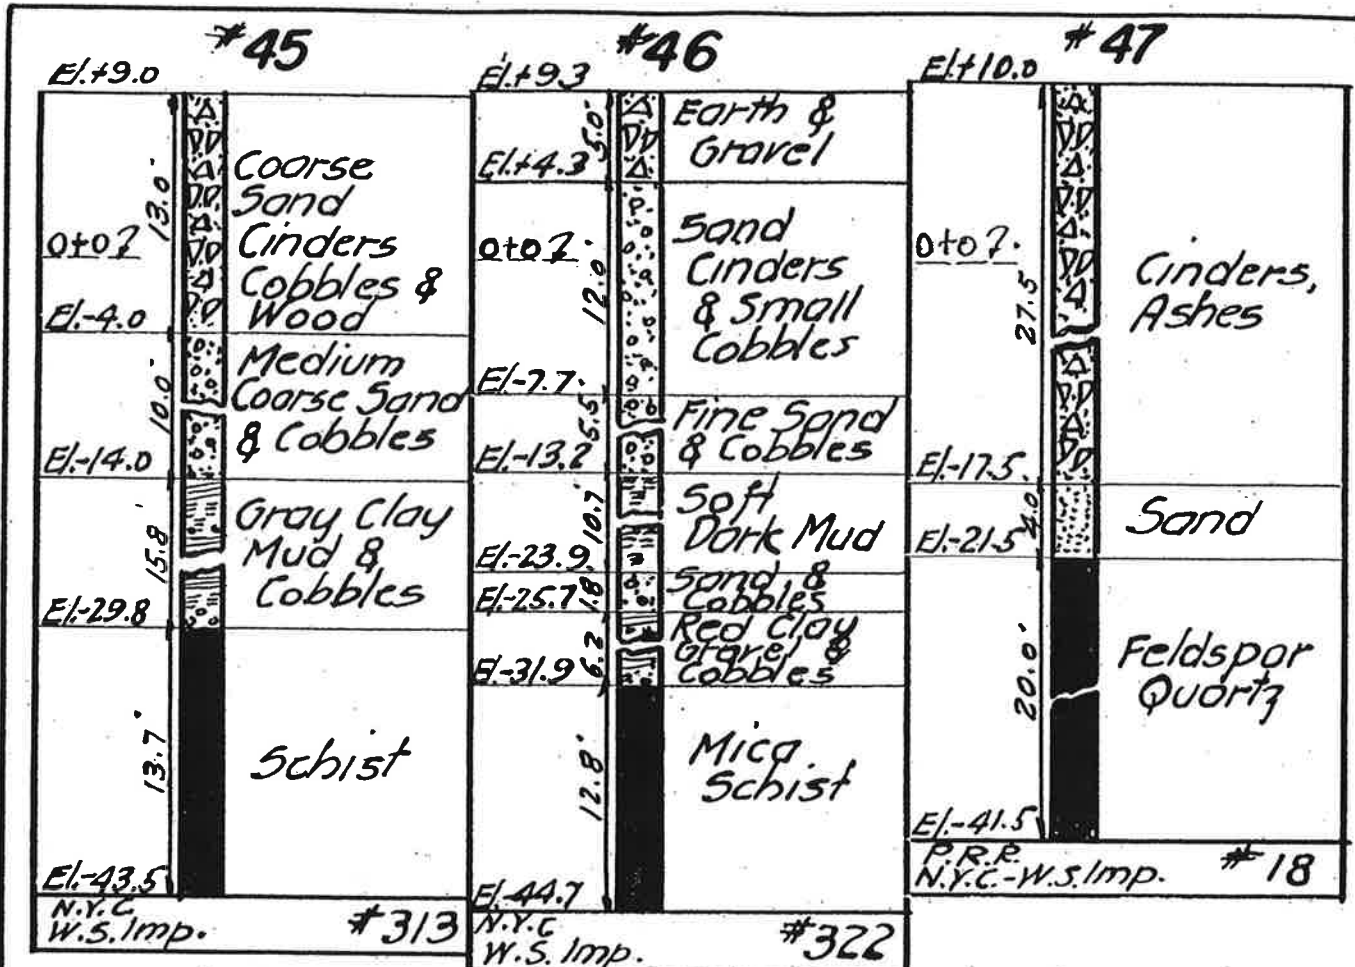 #45
El.+9.0
13.0'
Coarse
Sand
Cinders
Cobbles &
Wood
El.-4.0
10.0'
Medium
Coarse Sand
& Cobbles
El.-14.0
15.8'
Gray Clay
Mud &
Cobbles
El.-29.8
13.7'
Schist
El.-43.5
N.Y.C.
W.S. Imp.
#313
#46
El.+9.3
5.0'
Earth &
Gravel
El.+4.3
12.0'
Sand
Cinders
& Small
Cobbles
El.-7.7
5.5'
Fine Sand
& Cobbles
El.-13.2
10.7'
Soft
Dark Mud
El.-23.9
1.8'
Sand &
Cobbles
El.-25.7
6.2'
Red Clay
Gravel &
Cobbles
El.-31.9
12.8'
Mica
Schist
El.-44.7
N.Y.C
W.S. Imp.
#322
#47
El.+10.0
27.5'
Cinders,
Ashes
El.-17.5
4.0'
Sand
El.-21.5
20.0'
Feldspar
Quartz
El.-41.5
P.R.R.
N.Y.C.-W.S. Imp.
#18